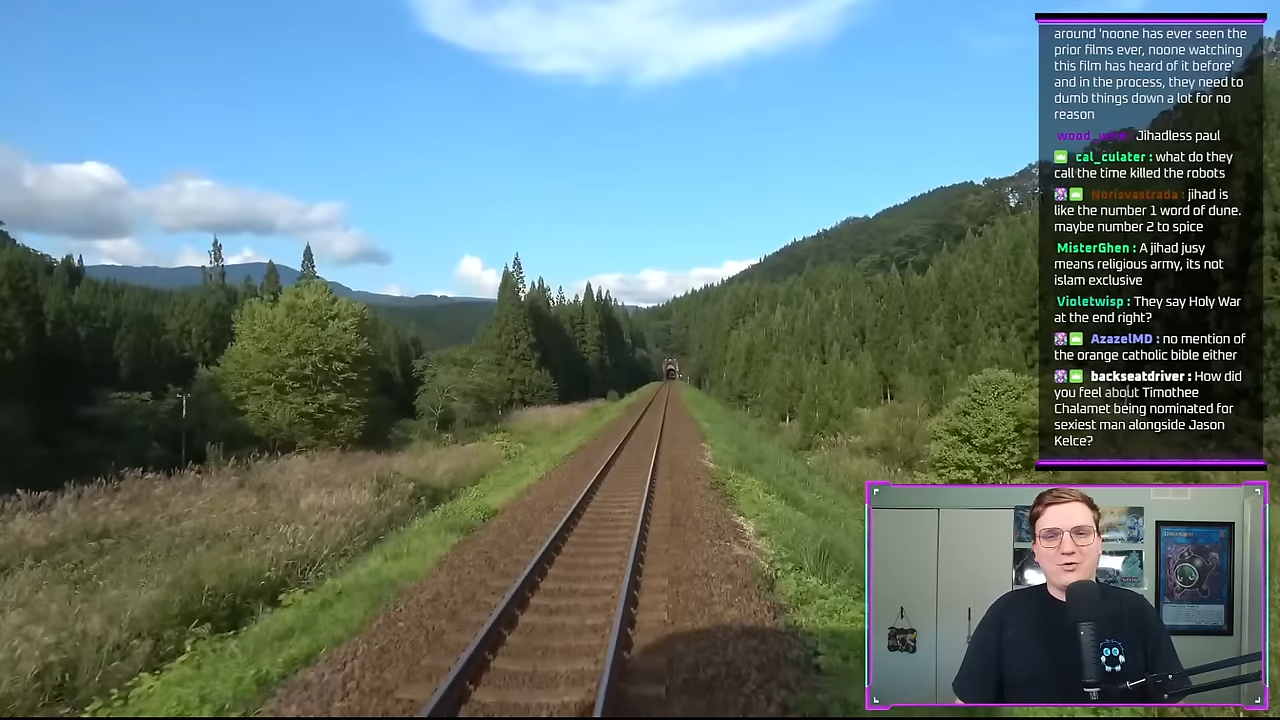 around 'noone has ever seen the
prior films ever, noone watching
this film has heard of it before'
and in the process, they need to
dumb things down a lot for no
reason
Jihadless paul
cal_culater : what do they
call the time killed the robots
Norisvastrada : jihad is
like the number 1 word of dune.
maybe number 2 to spice
MisterGhen : A jihad jusy
means religious army, its not
islam exclusive
Violetwisp : They say Holy War
at the end right?
AzazelMD : no mention of
the orange catholic bible either
backseatdriver : How did
you feel about Timothee
Chalamet being nominated for
sexiest man alongside Jason
Kelce?